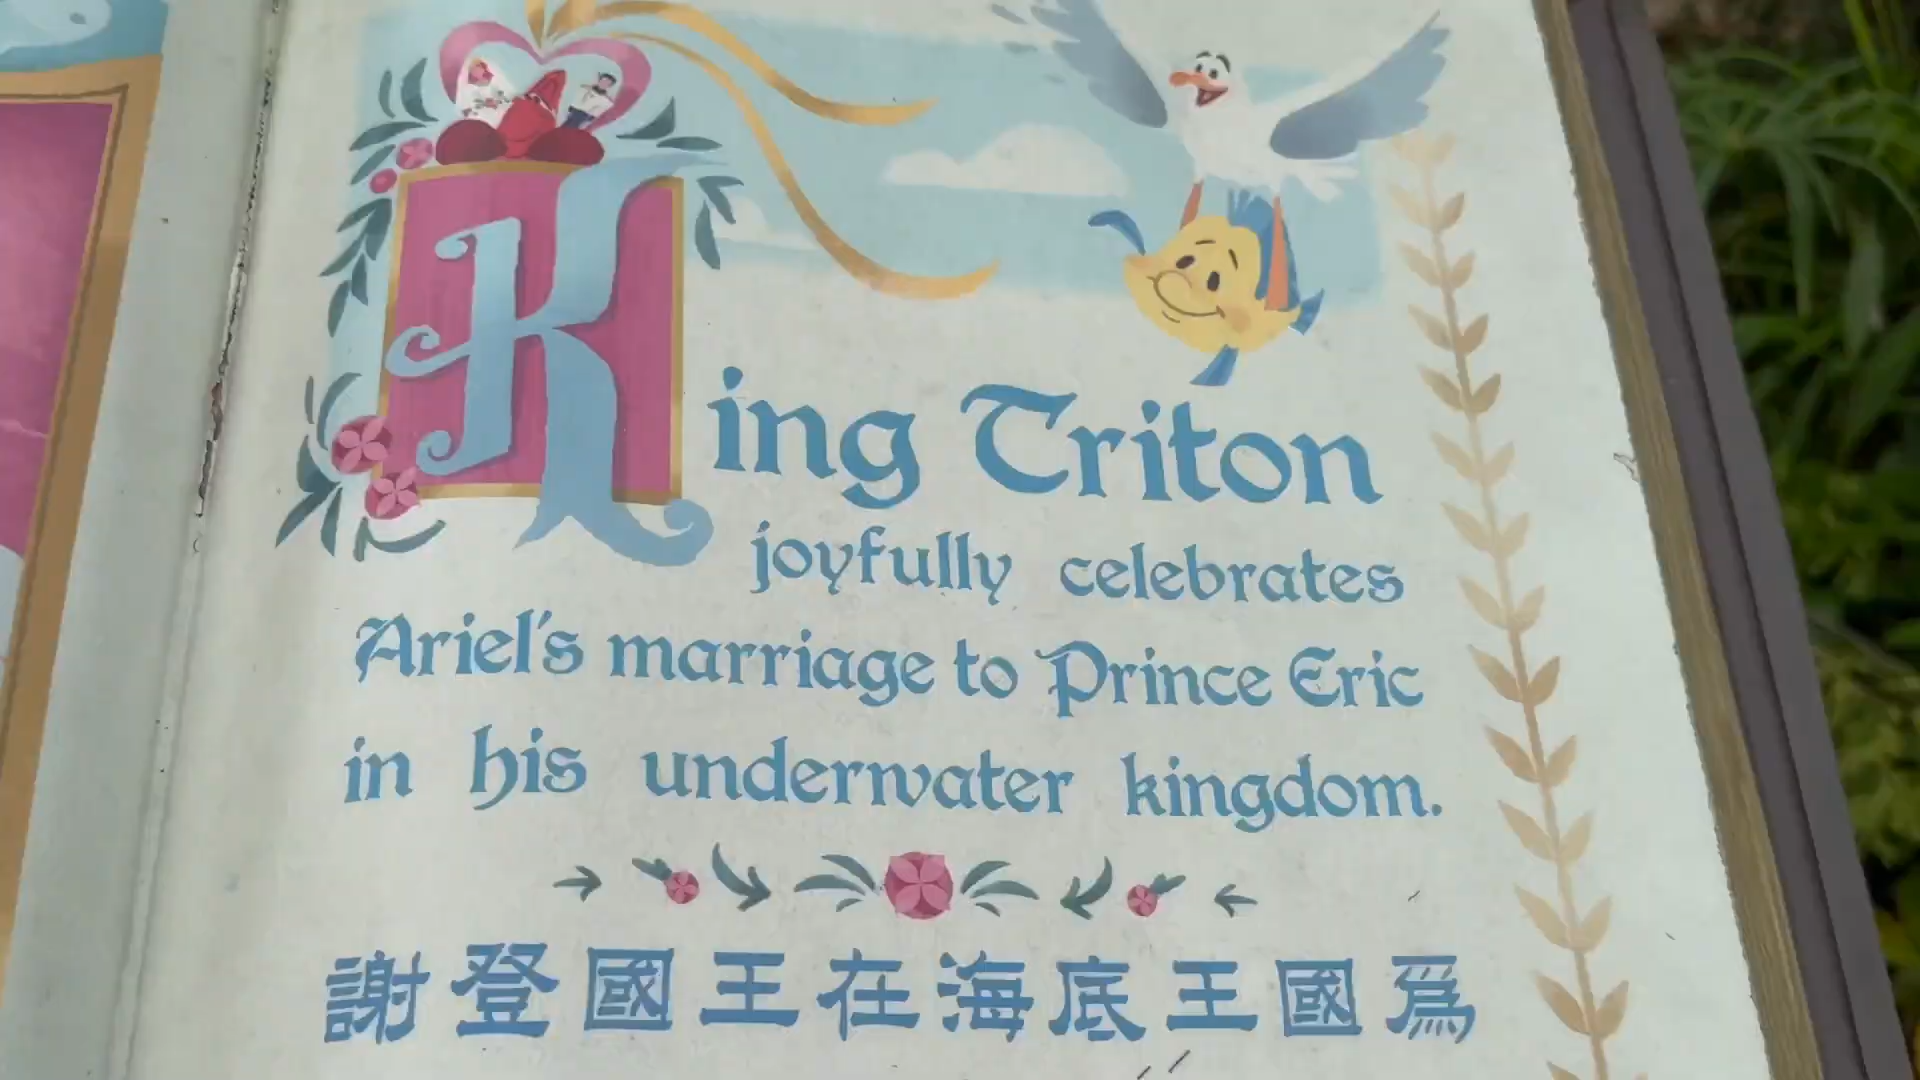 King Triton
joyfully celebrates
Ariel's marriage to Prince Eric
in his underwater kingdom.
謝登國王在海底王國爲